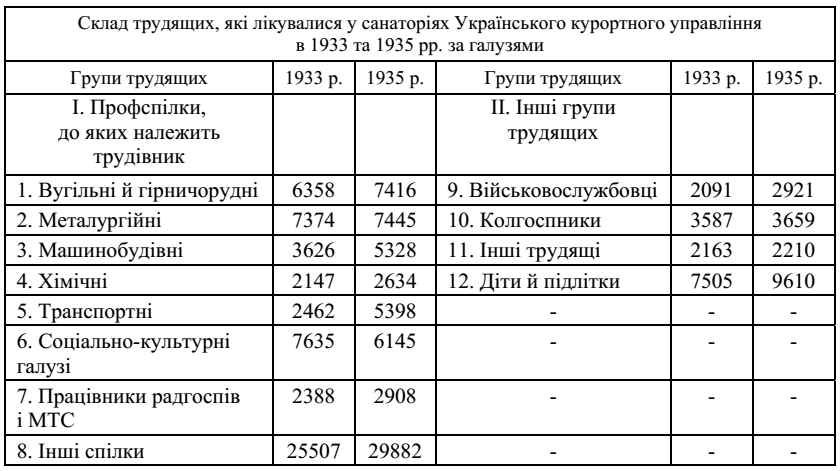 Склад трудящих, які лікувалися у санаторіях Українського курортного управління
в 1933 та 1935 рр. за галузями
Групи трудящих 1933 р. 1935 р. Групи трудящих 1933 р. 1935 р.
І. Профспілки, ІІ. Інші групи
до яких належить трудящих
трудівник
1. Вугільні й гірничорудні 6358 7416 9. Військовослужбовці 2091 2921
2. Металургійні 7374 7445 10. Колгоспники 3587 3659
3. Машинобудівні 3626 5328 11. Інші трудящі 2163 2210
4. Хімічні 2147 2634 12. Діти й підлітки 7505 9610
5. Транспортні 2462 5398 - - -
6. Соціально-культурні 7635 6145 - - -
галузі
7. Працівники радгоспів 2388 2908 - - -
і МТС
8. Інші спілки 25507 29882 - - -